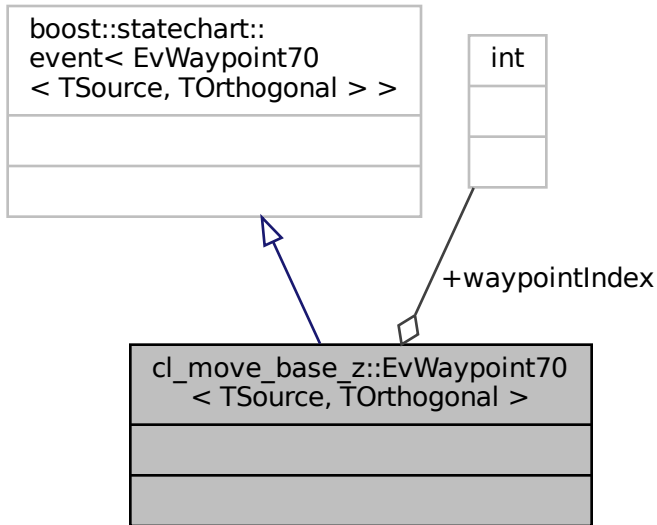 boost::statechart::
event< EvWaypoint70
< TSource, TOrthogonal > >
int
+waypointIndex
cl_move_base_z::EvWaypoint70
< TSource, TOrthogonal >